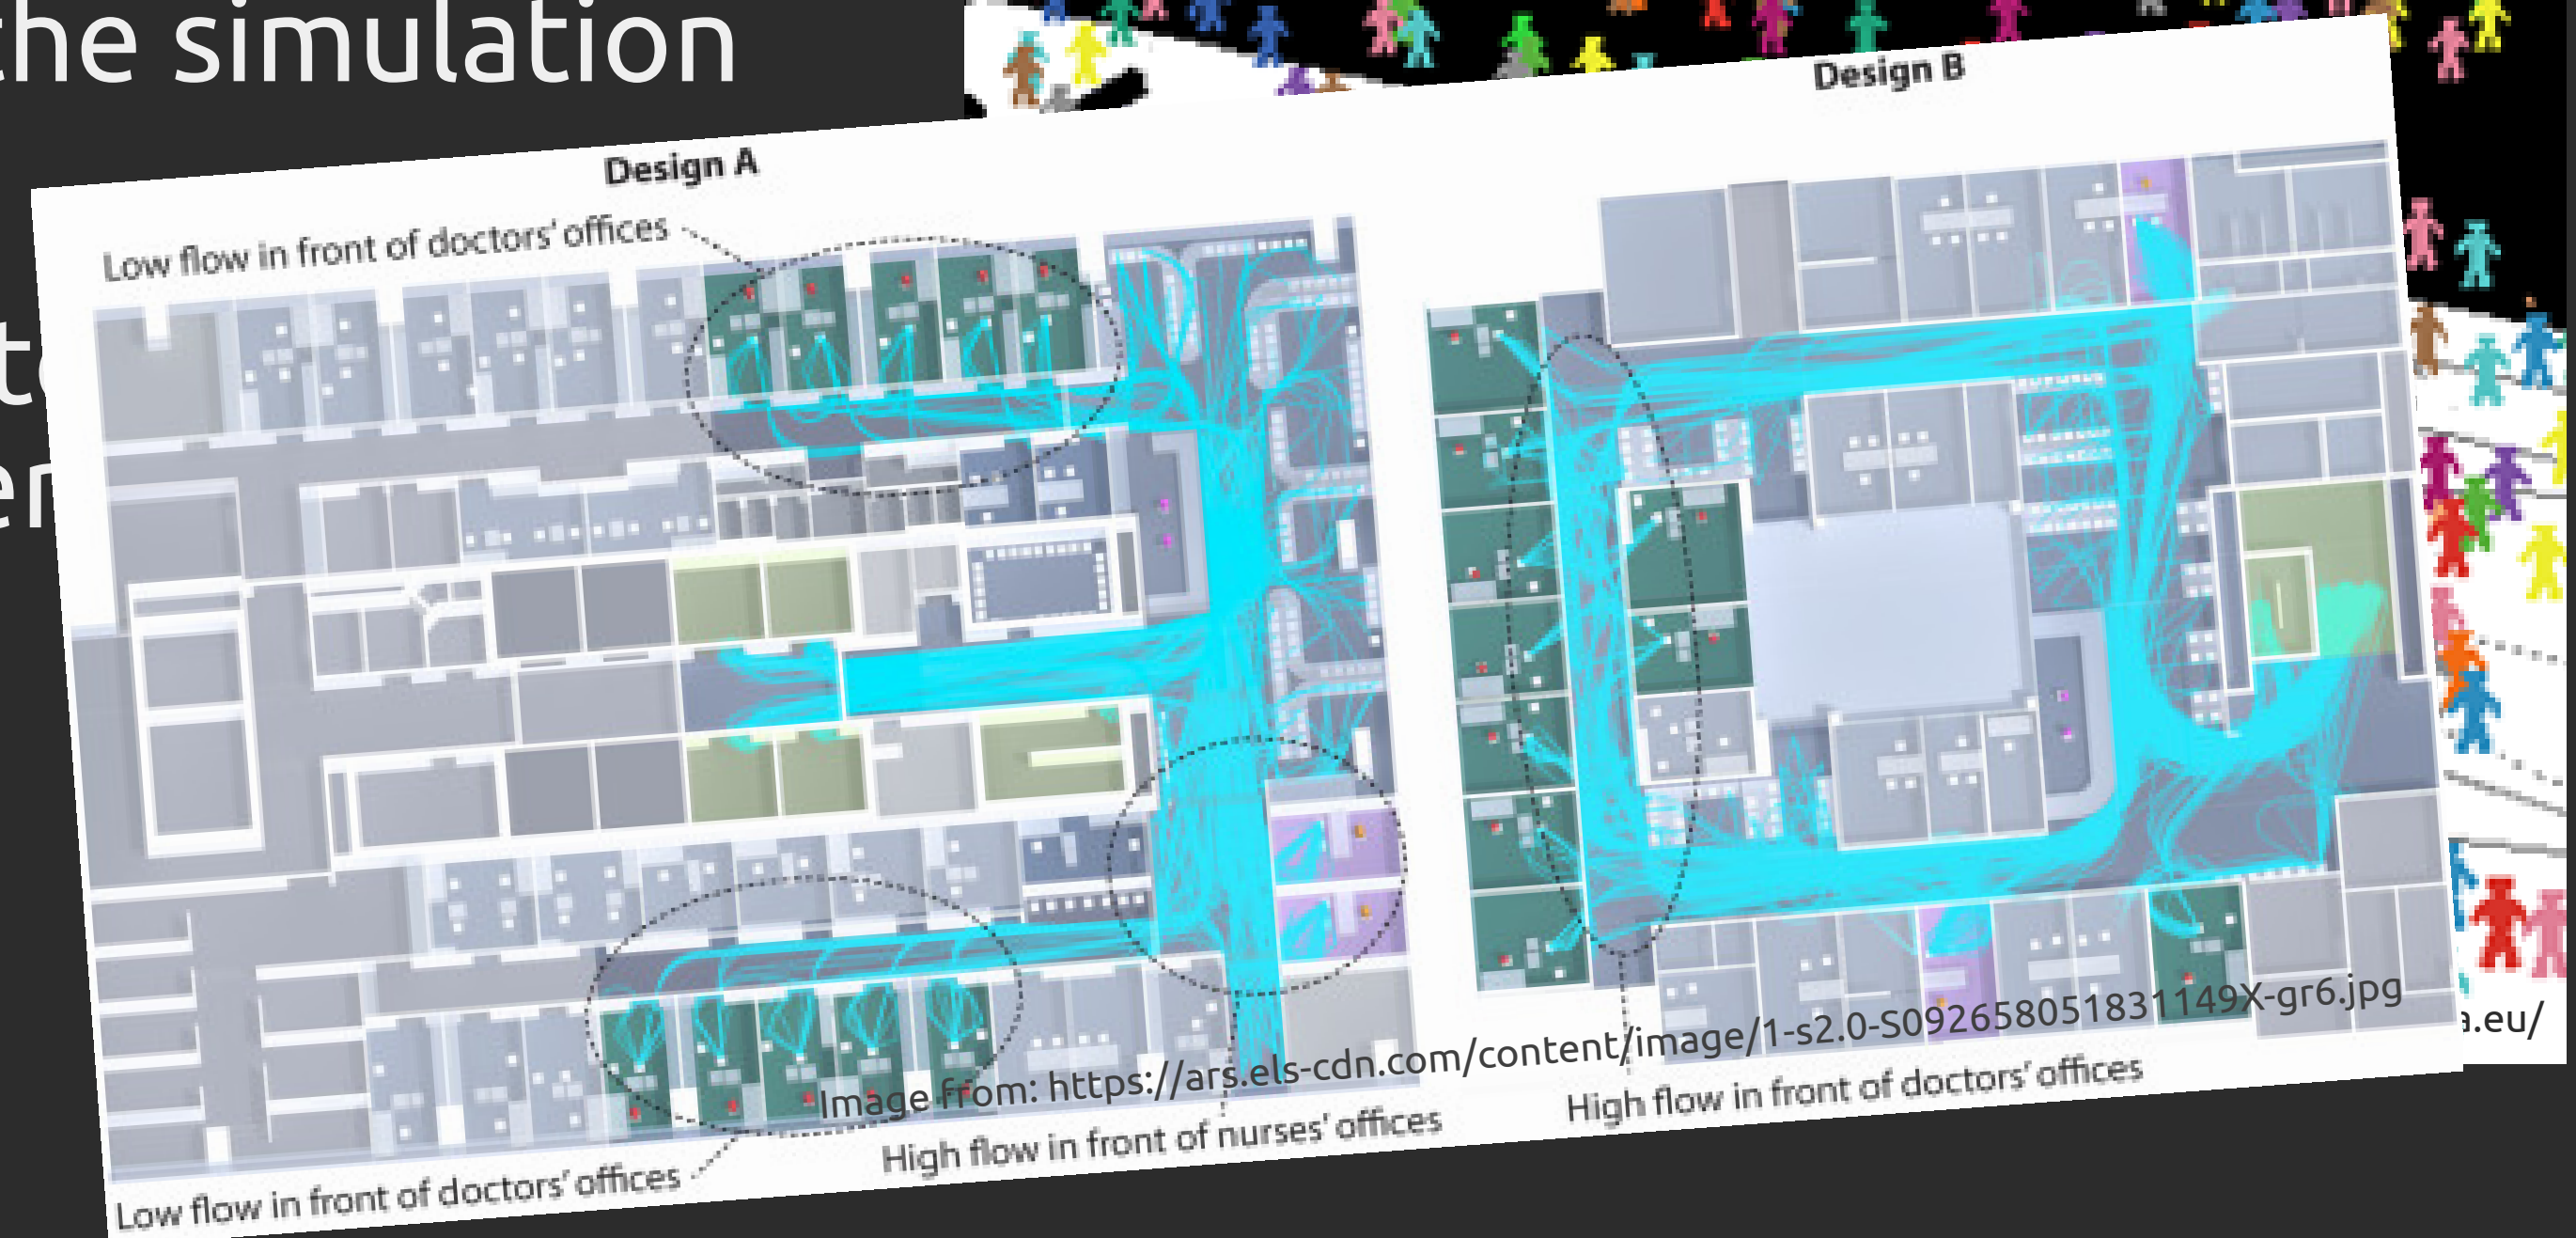 the simulation
Design A
Design B
Low flow in front of doctors' offices
Image from: https://ars.els-cdn.com/content/image/1-s2.0-S092658051831149X-gr6.jpg
a.eu/
High flow in front of doctors' offices
High flow in front of nurses' offices
Low flow in front of doctors' offices